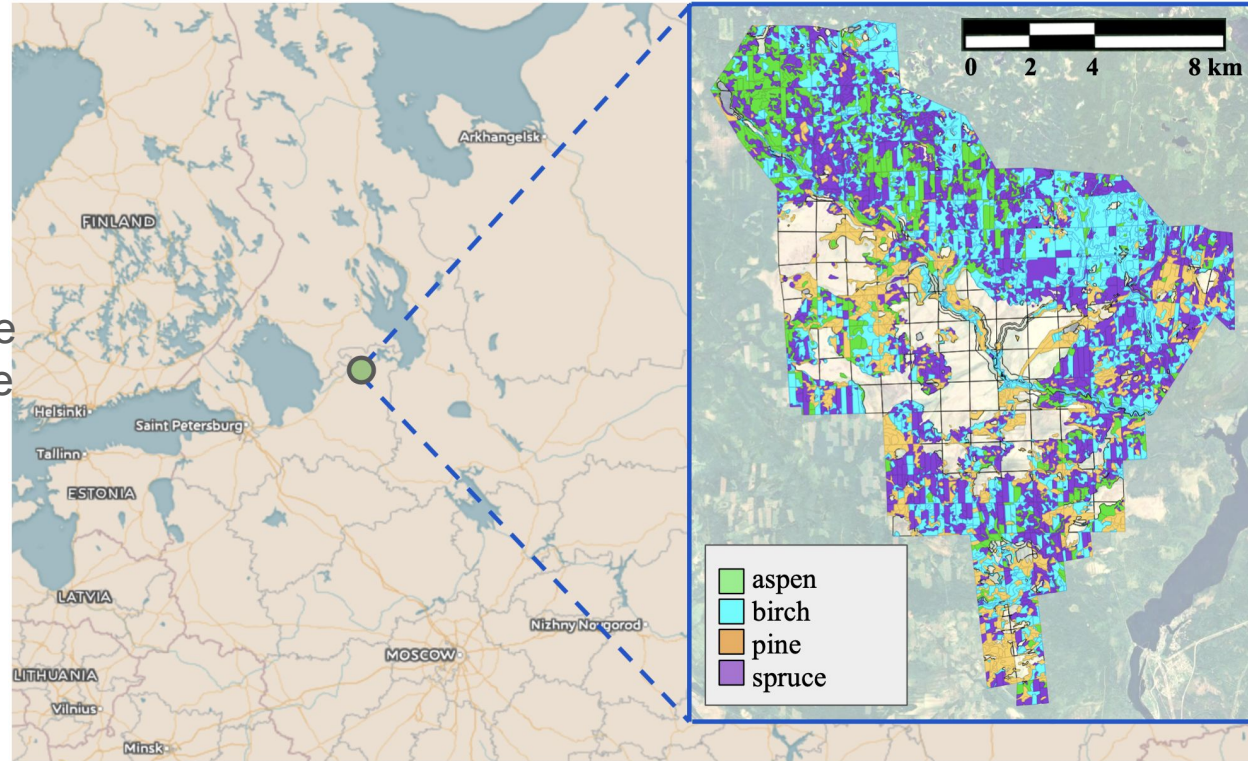 Arkhangelsk
FINLAND
e
e
Helsinki
Saint Petersburg
Tallinn
ESTONIA
LATVIA
Nizhny Novgorod
MOSCOW
LITHUANIA
Vilnius
Minsk
0 2 4 8 km
aspen
birch
pine
spruce